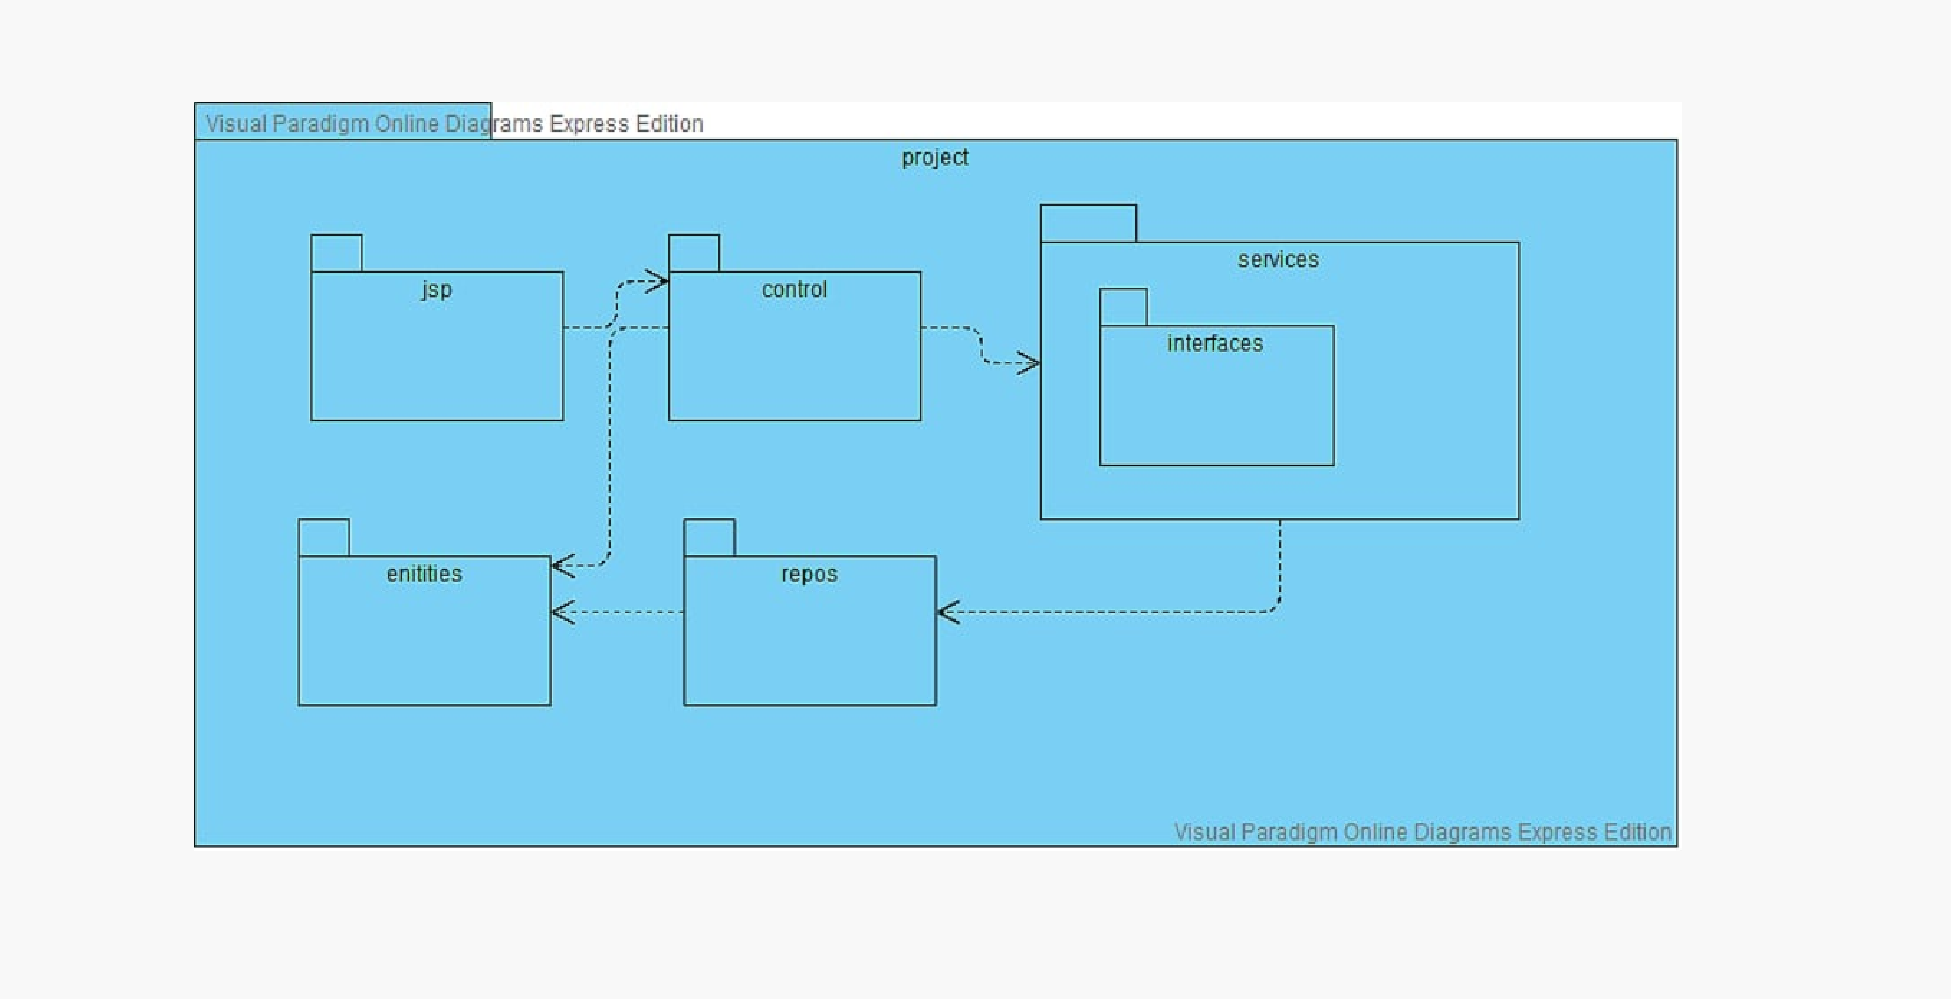 Visual Paradigm Online Diagrams Express Edition
project
services
jsp
control
interfaces
enitities
repos
Visual Paradigm Online Diagrams Express Edition